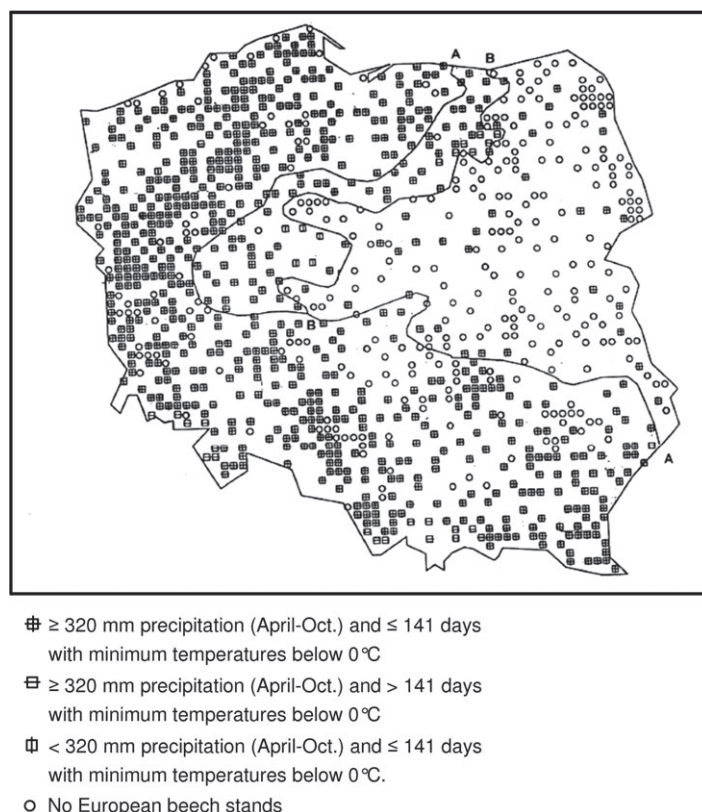 A
B
B
A
≥ 320 mm precipitation (April-Oct.) and ≤ 141 days
with minimum temperatures below 0°C
≥ 320 mm precipitation (April-Oct.) and > 141 days
with minimum temperatures below 0°C
< 320 mm precipitation (April-Oct.) and ≤ 141 days
with minimum temperatures below 0°C.
No European beech stands